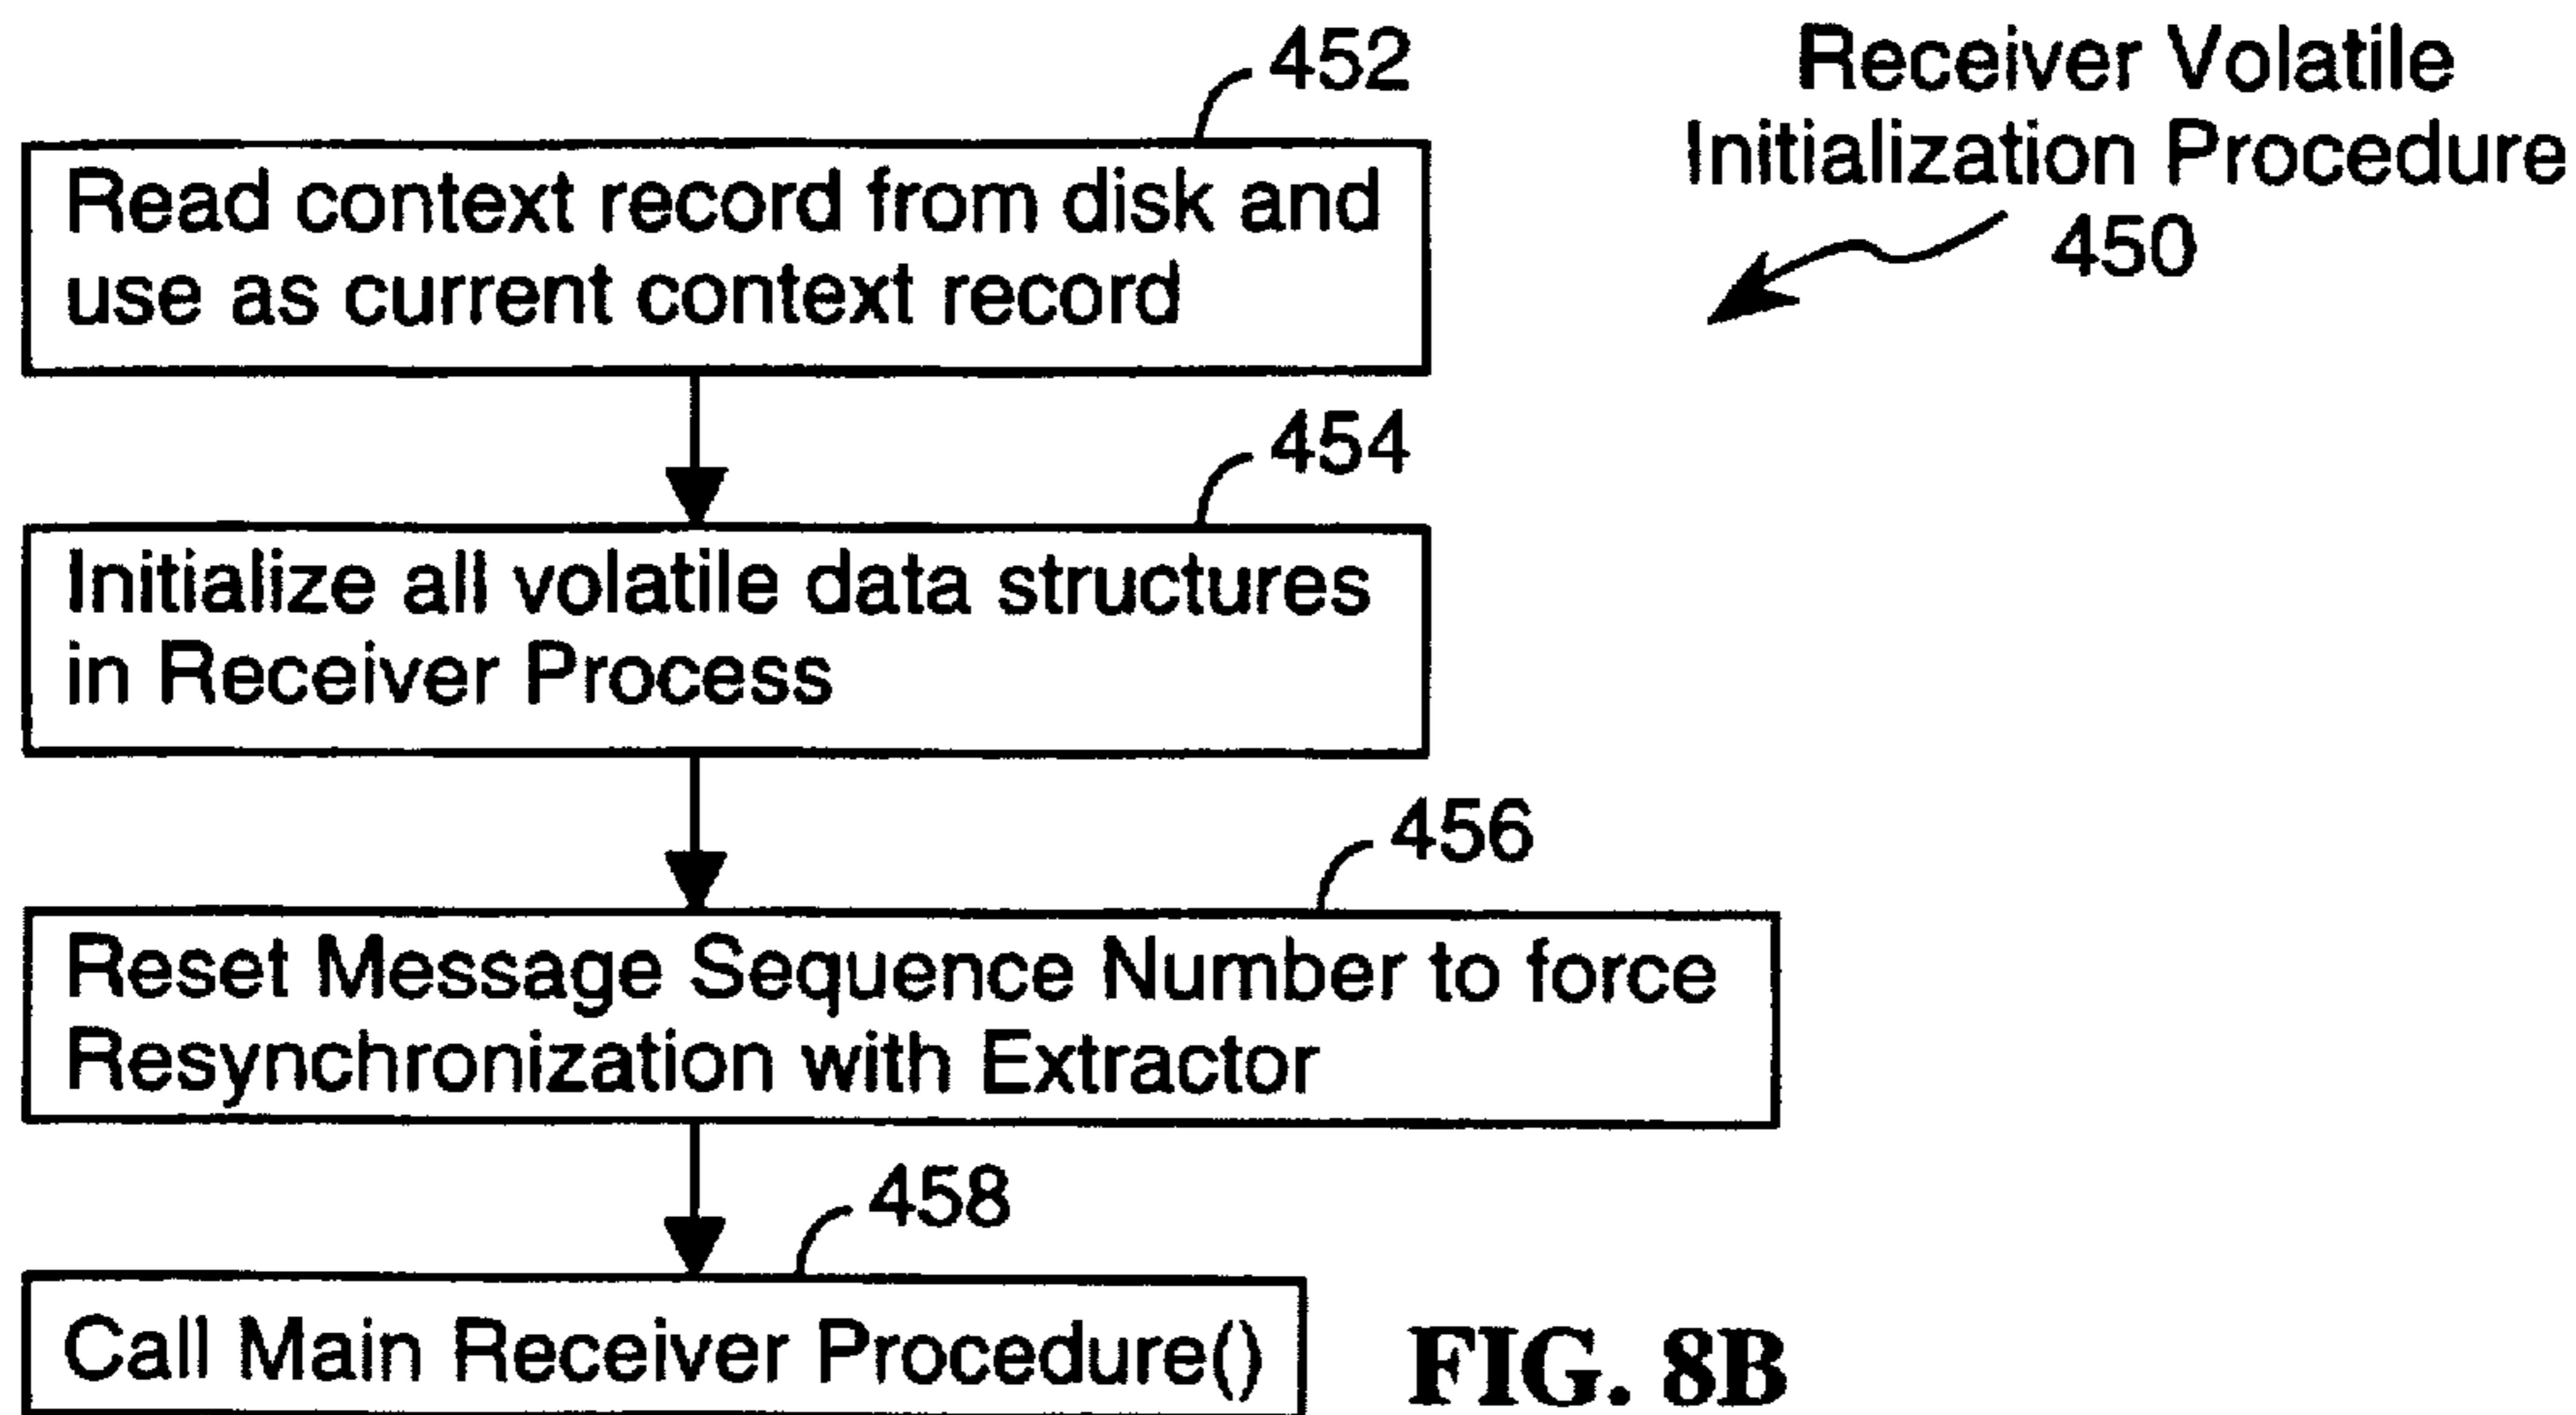 452
Receiver Volatile
Initialization Procedure
450
Read context record from disk and
use as current context record
454
Initialize all volatile data structures
in Receiver Process
456
Reset Message Sequence Number to force
Resynchronization with Extractor
458
Call Main Receiver Procedure()
FIG. 8B